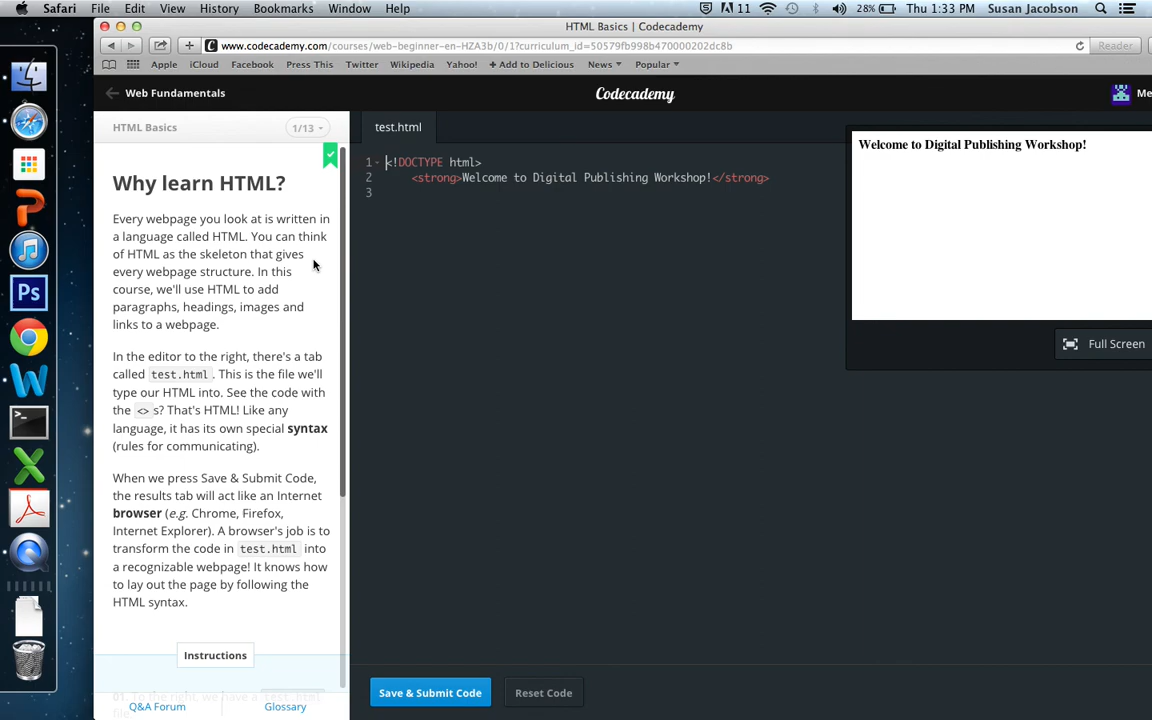 Safari File Edit View History Bookmarks Window Help 11 28% Thu 1:33 PM Susan Jacobson
HTML Basics | Codecademy
www.codecademy.com/courses/web-beginner-en-HZA3b/0/1?curriculum_id=50579fb998b470000202dc8b Reader
Apple iCloud Facebook Press This Twitter Wikipedia Yahoo! + Add to Delicious News Popular
Web Fundamentals Codecademy Me
HTML Basics 1/13 test.html
Why learn HTML?
Every webpage you look at is written in
a language called HTML. You can think
of HTML as the skeleton that gives
every webpage structure. In this
course, we'll use HTML to add
paragraphs, headings, images and
links to a webpage.
In the editor to the right, there's a tab
called test.html. This is the file we'll
type our HTML into. See the code with
the <> s? That's HTML! Like any
language, it has its own special syntax
(rules for communicating).
When we press Save & Submit Code,
the results tab will act like an Internet
browser (e.g. Chrome, Firefox,
Internet Explorer). A browser's job is to
transform the code in test.html into
a recognizable webpage! It knows how
to lay out the page by following the
HTML syntax.
Instructions
01. To the right, we have a test.html
file.
Q&A Forum Glossary
1 <!DOCTYPE html>
2 <strong>Welcome to Digital Publishing Workshop!</strong>
3
Welcome to Digital Publishing Workshop!
Full Screen
Save & Submit Code Reset Code
Ps